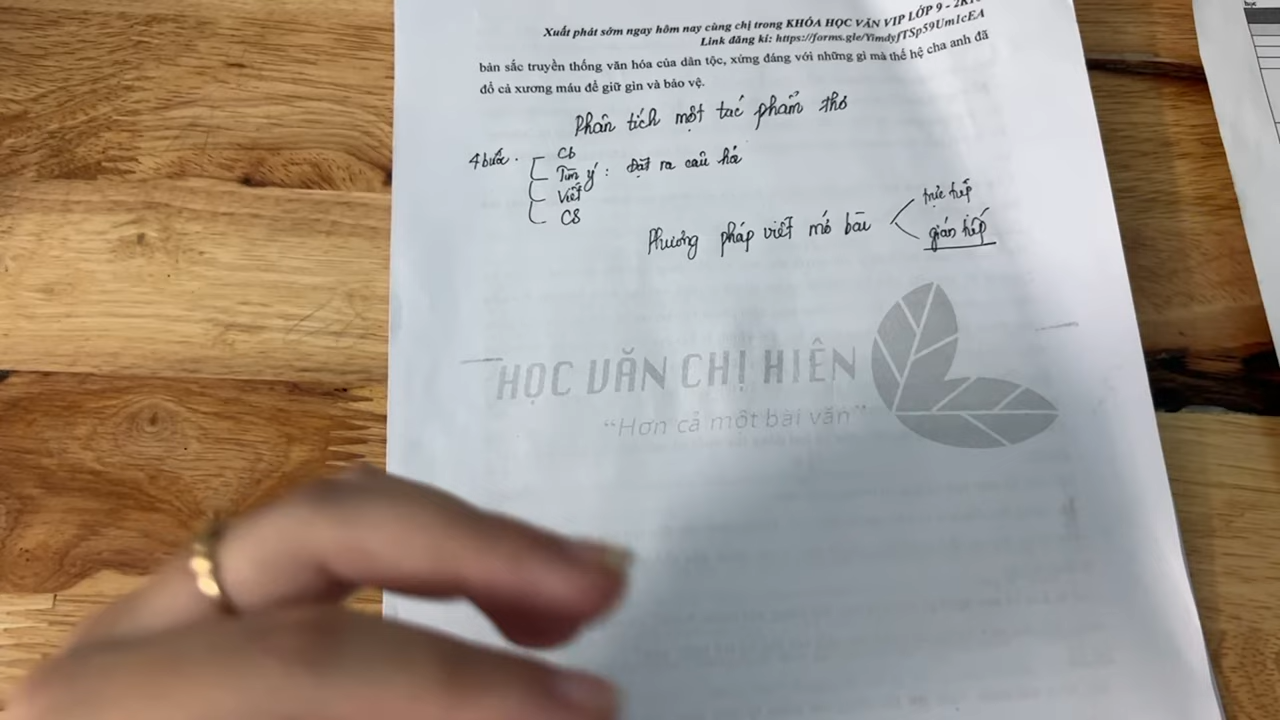 Xuất phát sớm ngay hôm nay cùng chị trong KHÓA HỌC VĂN VIP LỚP 9 -
Link đăng kí: https://forms.gle/YimdyfTSp59Um1cEA
bản sắc truyền thống văn hóa của dân tộc, xứng đáng với những gì mà thế hệ cha anh đã
đổ cả xương máu để giữ gìn và bảo vệ.
Phân tích một tác phẩm thơ
4 bước.
Cb
Tìm ý: Đặt ra câu hỏi
Viết
CS
Phương pháp viết mở bài
trực tiếp
gián tiếp
HỌC VĂN CHỊ HIÊN
“Hơn cả một bài văn”